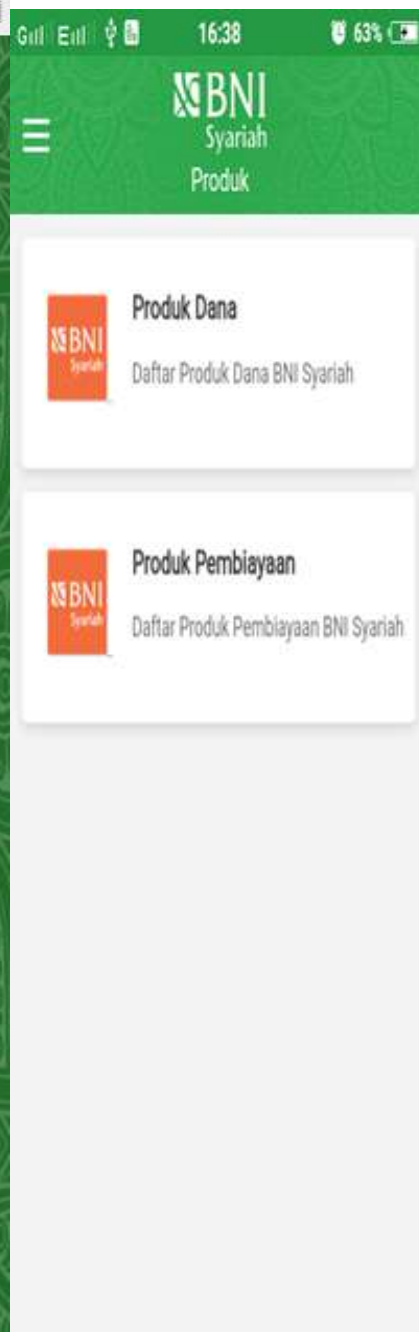 16:38
63%
BNI
Syariah
Produk
BNI
Syariah
Produk Dana
Daftar Produk Dana BNI Syariah
BNI
Syariah
Produk Pembiayaan
Daftar Produk Pembiayaan BNI Syariah